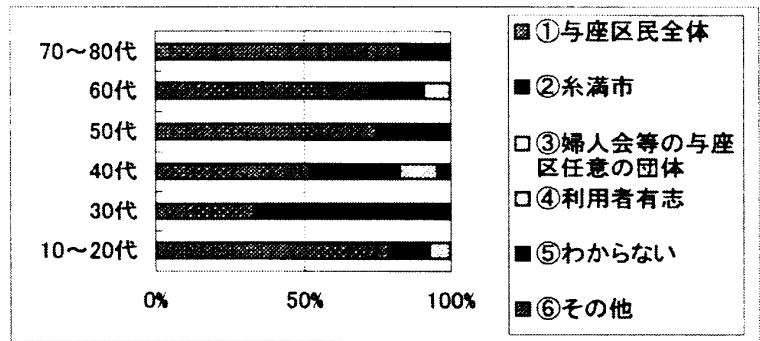 70～80代
60代
50代
40代
30代
10～20代
0%
50%
100%
①与座区民全体
②糸満市
③婦人会等の与座
区任意の団体
④利用者有志
⑤わからない
⑥その他